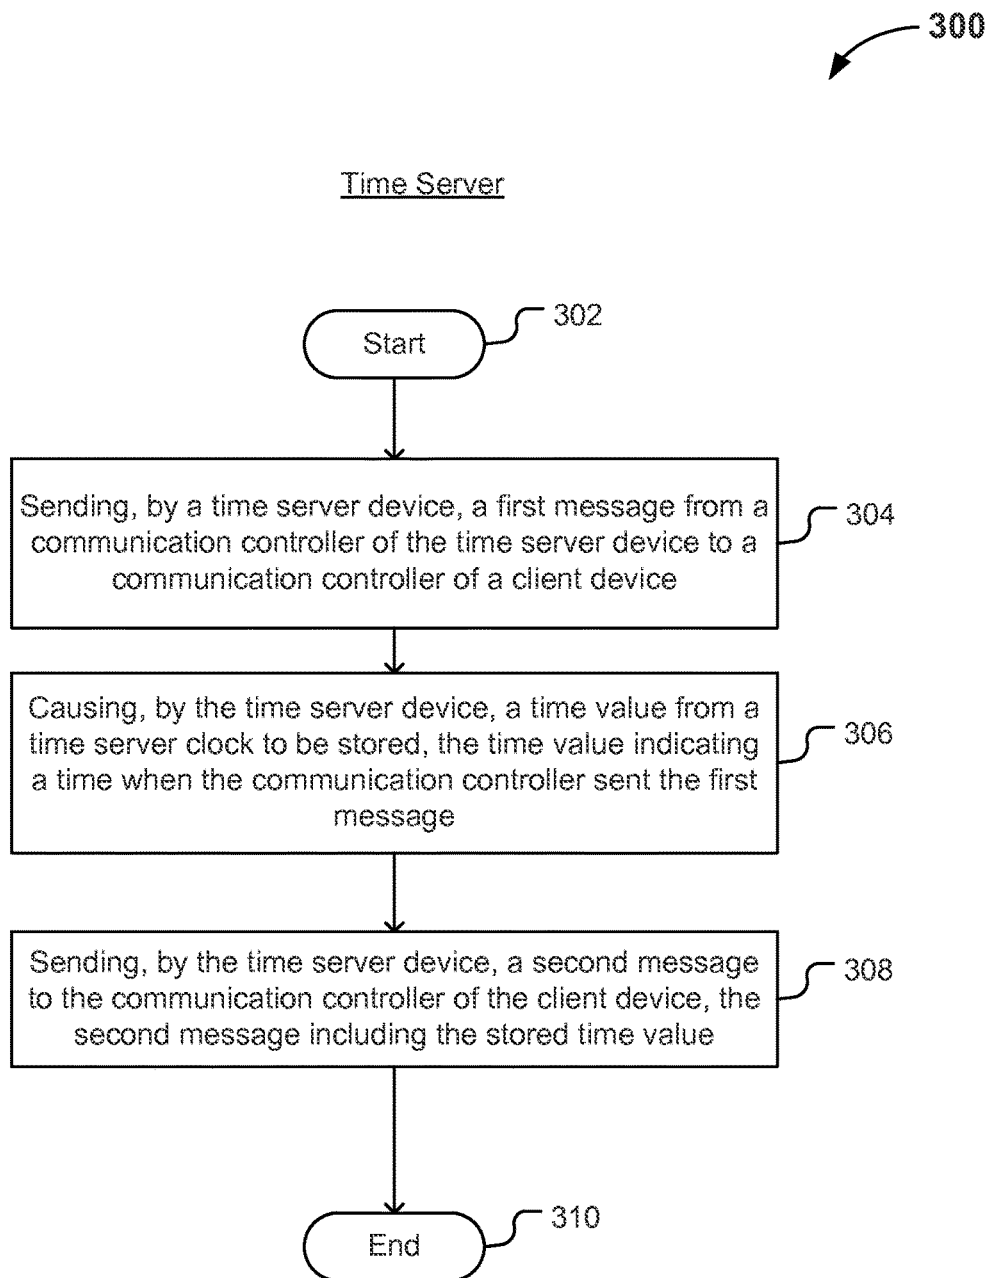 300
Time Server
Start
302
Sending, by a time server device, a first message from a
communication controller of the time server device to a
communication controller of a client device
304
Causing, by the time server device, a time value from a
time server clock to be stored, the time value indicating
a time when the communication controller sent the first
message
306
Sending, by the time server device, a second message
to the communication controller of the client device, the
second message including the stored time value
308
End
310